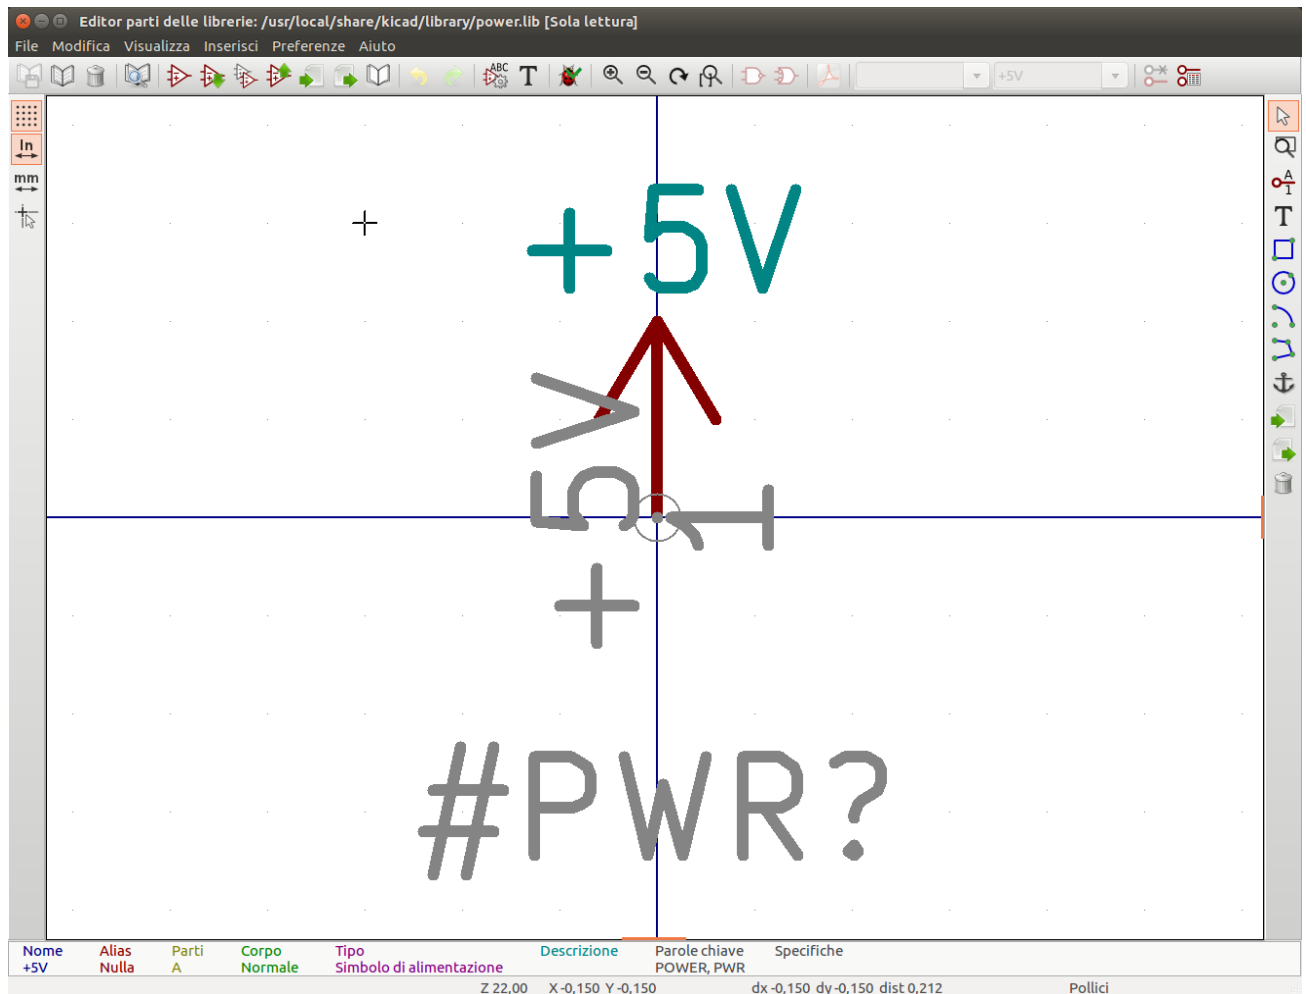 Editor parti delle librerie: /usr/local/share/kicad/library/power.lib [Sola lettura]
File Modifica Visualizza Inserisci Preferenze Aiuto
ABC T +5V
In
mm
A
1
T
+5V
+5V
1
#PWR?
Nome Alias Parti Corpo Tipo Descrizione Parole chiave Specifiche
+5V Nulla A Normale Simbolo di alimentazione POWER, PWR
Z 22,00 X -0,150 Y -0,150 dx -0,150 dy -0,150 dist 0,212 Pollici